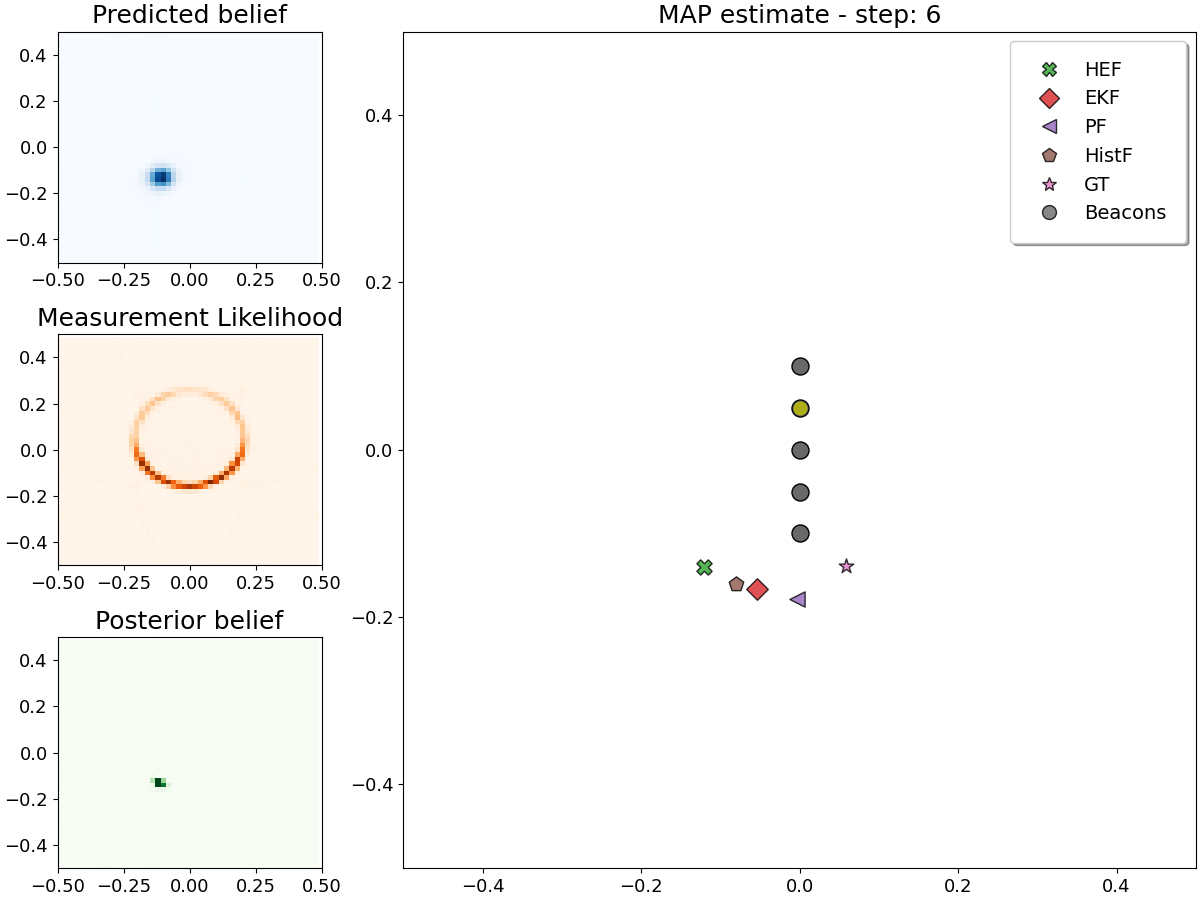 Predicted belief
0.4
0.2
0.0
−0.2
−0.4
−0.50 −0.25 0.00 0.25 0.50
Measurement Likelihood
0.4
0.2
0.0
−0.2
−0.4
−0.50 −0.25 0.00 0.25 0.50
Posterior belief
0.4
0.2
0.0
−0.2
−0.4
−0.50 −0.25 0.00 0.25 0.50
MAP estimate - step: 6
HEF
EKF
PF
HistF
GT
Beacons
0.4
0.2
0.0
−0.2
−0.4
−0.4 −0.2 0.0 0.2 0.4